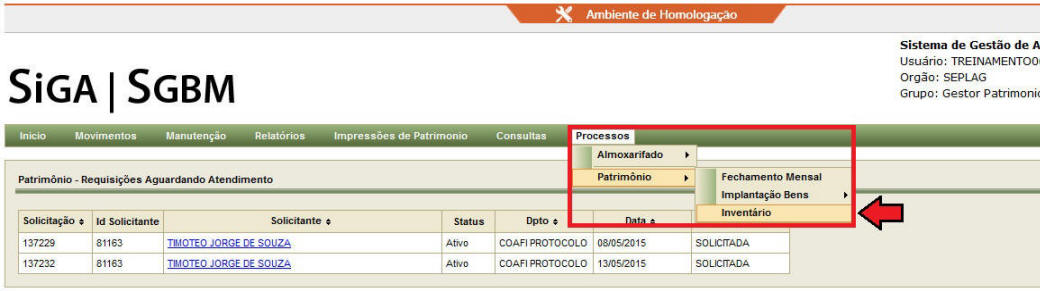 Ambiente de Homologação
Sistema de Gestão de A
Usuário: TREINAMENTO0
Orgão: SEPLAG
Grupo: Gestor Patrimoni
SIGA | SGBM
Inicio Movimentos Manutenção Relatórios Impressões de Patrimonio Consultas Processos
Almoxarifado
Patrimônio - Requisições Aguardando Atendimento
Patrimônio
Fechamento Mensal
Implantação Bens
Inventário
Solicitação Id Solicitante Solicitante Status Dpto Data
137229 81163 TIMOTEO JORGE DE SOUZA Ativo COAFI PROTOCOLO 08/05/2015 SOLICITADA
137232 81163 TIMOTEO JORGE DE SOUZA Ativo COAFI PROTOCOLO 13/05/2015 SOLICITADA